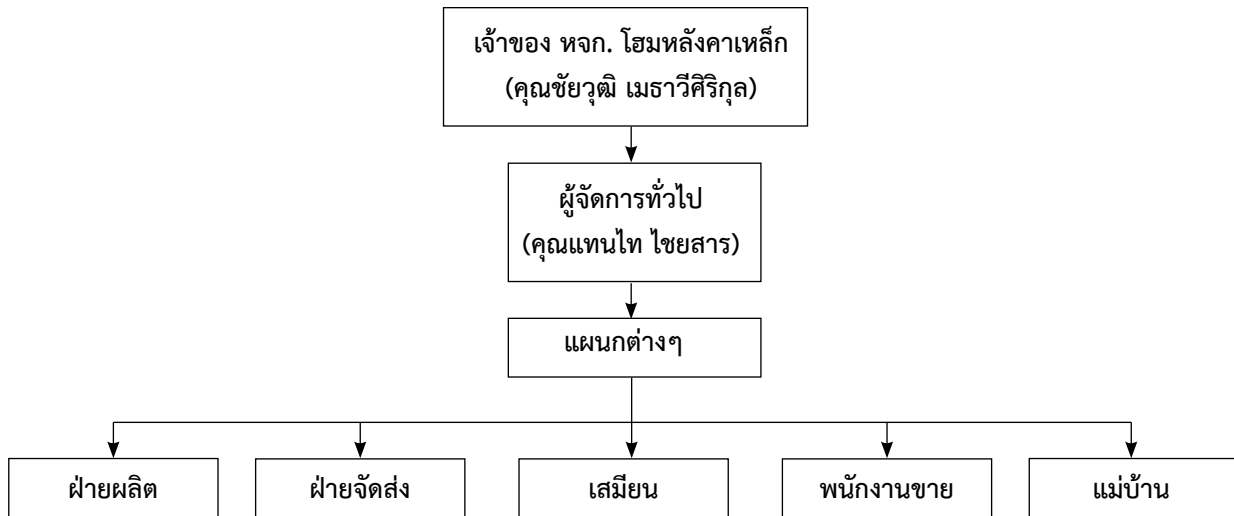 เจ้าของ หจก. โฮมหลังคาเหล็ก
(คุณชัยวุฒิ เมธาวีศิริกุล)
ผู้จัดการทั่วไป
(คุณแทนไท ไชยสาร)
แผนกต่างๆ
ฝ่ายผลิต
ฝ่ายจัดส่ง
เสมียน
พนักงานขาย
แม่บ้าน